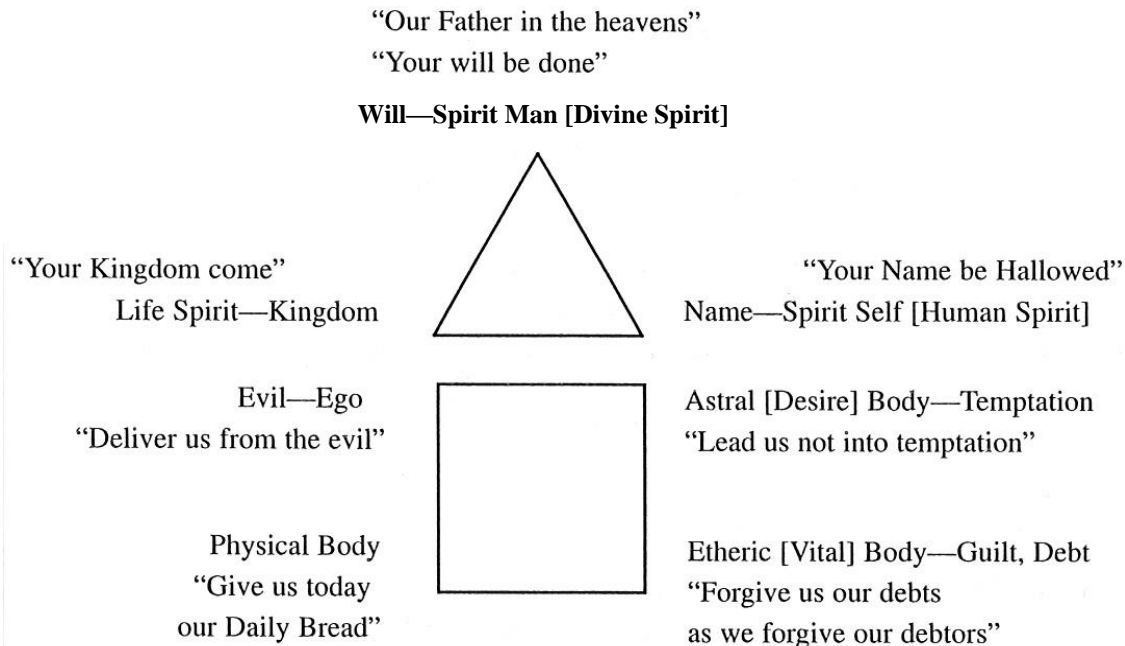 “Our Father in the heavens”
“Your will be done”
Will—Spirit Man [Divine Spirit]
“Your Kingdom come”
Life Spirit—Kingdom
“Your Name be Hallowed”
Name—Spirit Self [Human Spirit]
Evil—Ego
“Deliver us from the evil”
Astral [Desire] Body—Temptation
“Lead us not into temptation”
Physical Body
“Give us today
our Daily Bread”
Etheric [Vital] Body—Guilt, Debt
“Forgive us our debts
as we forgive our debtors”